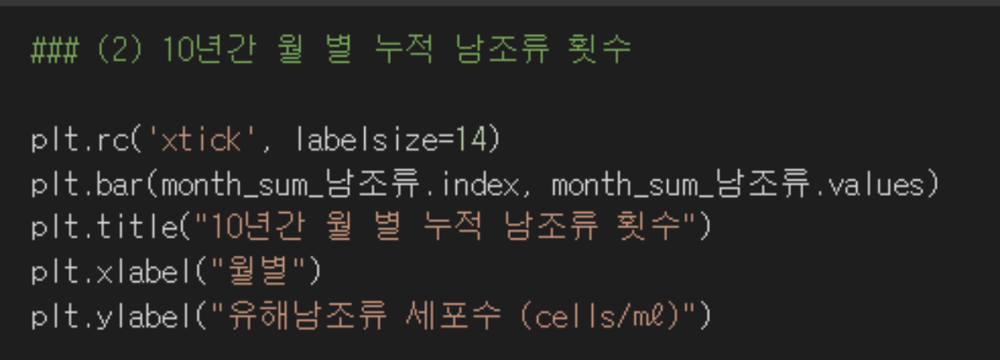 ### (2) 10년간 월 별 누적 남조류 횟수
plt.rc('xtick', labelsize=14)
plt.bar(month_sum_남조류.index, month_sum_남조류.values)
plt.title("10년간 월 별 누적 남조류 횟수")
plt.xlabel("월별")
plt.ylabel("유해남조류 세포수 (cells/㎖)")